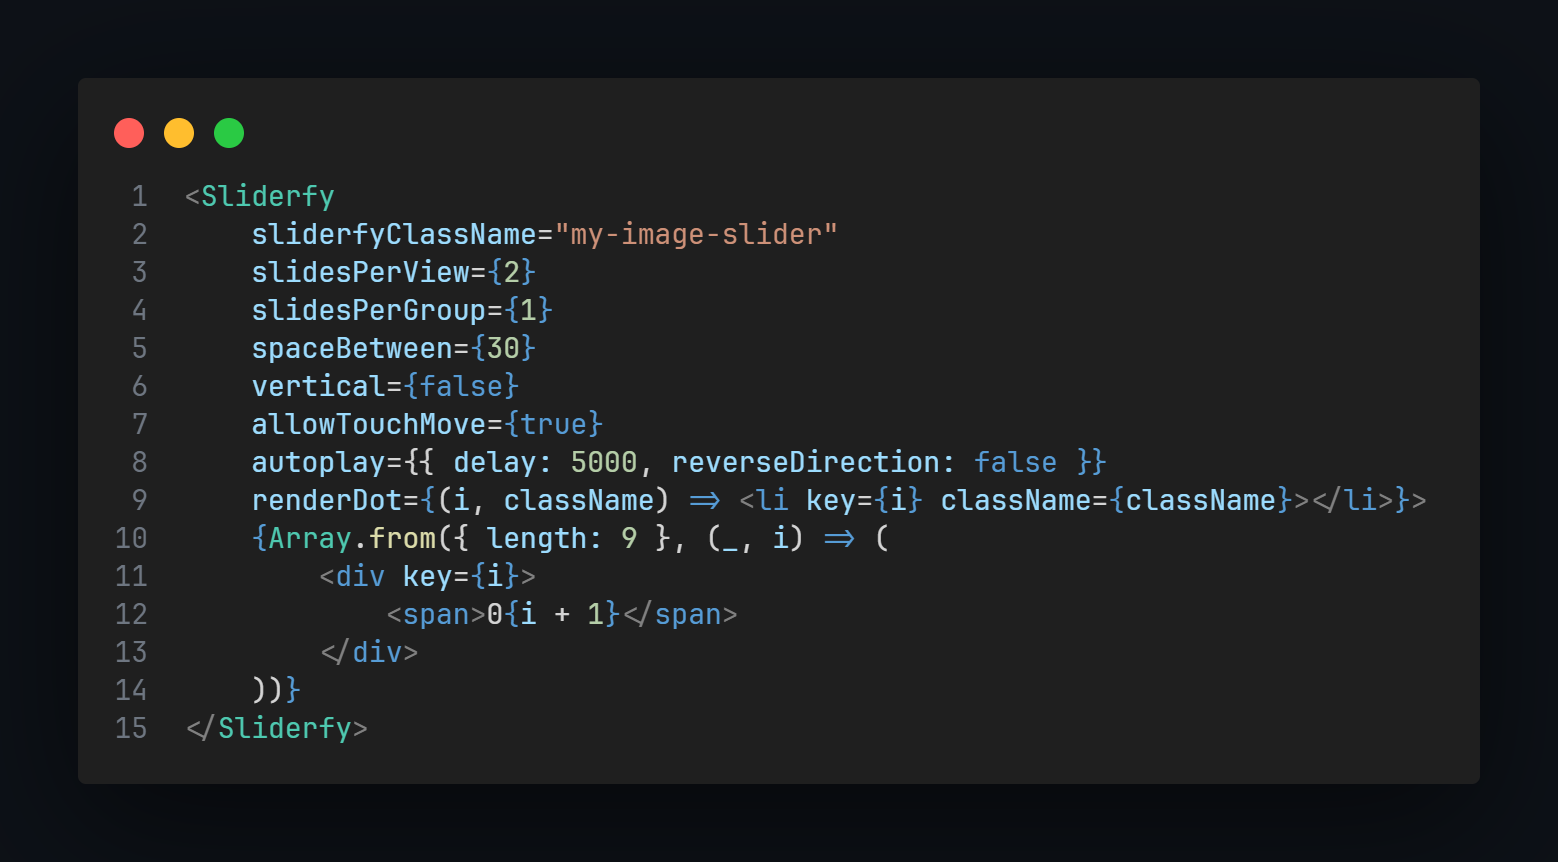 1 <Sliderfy
2     sliderfyClassName="my-image-slider"
3     slidesPerView={2}
4     slidesPerGroup={1}
5     spaceBetween={30}
6     vertical={false}
7     allowTouchMove={true}
8     autoplay={{ delay: 5000, reverseDirection: false }}
9     renderDot={(i, className) => <li key={i} className={className}></li>}>
10     {Array.from({ length: 9 }, (_, i) => (
11         <div key={i}>
12             <span>0{i + 1}</span>
13         </div>
14     ))}
15 </Sliderfy>